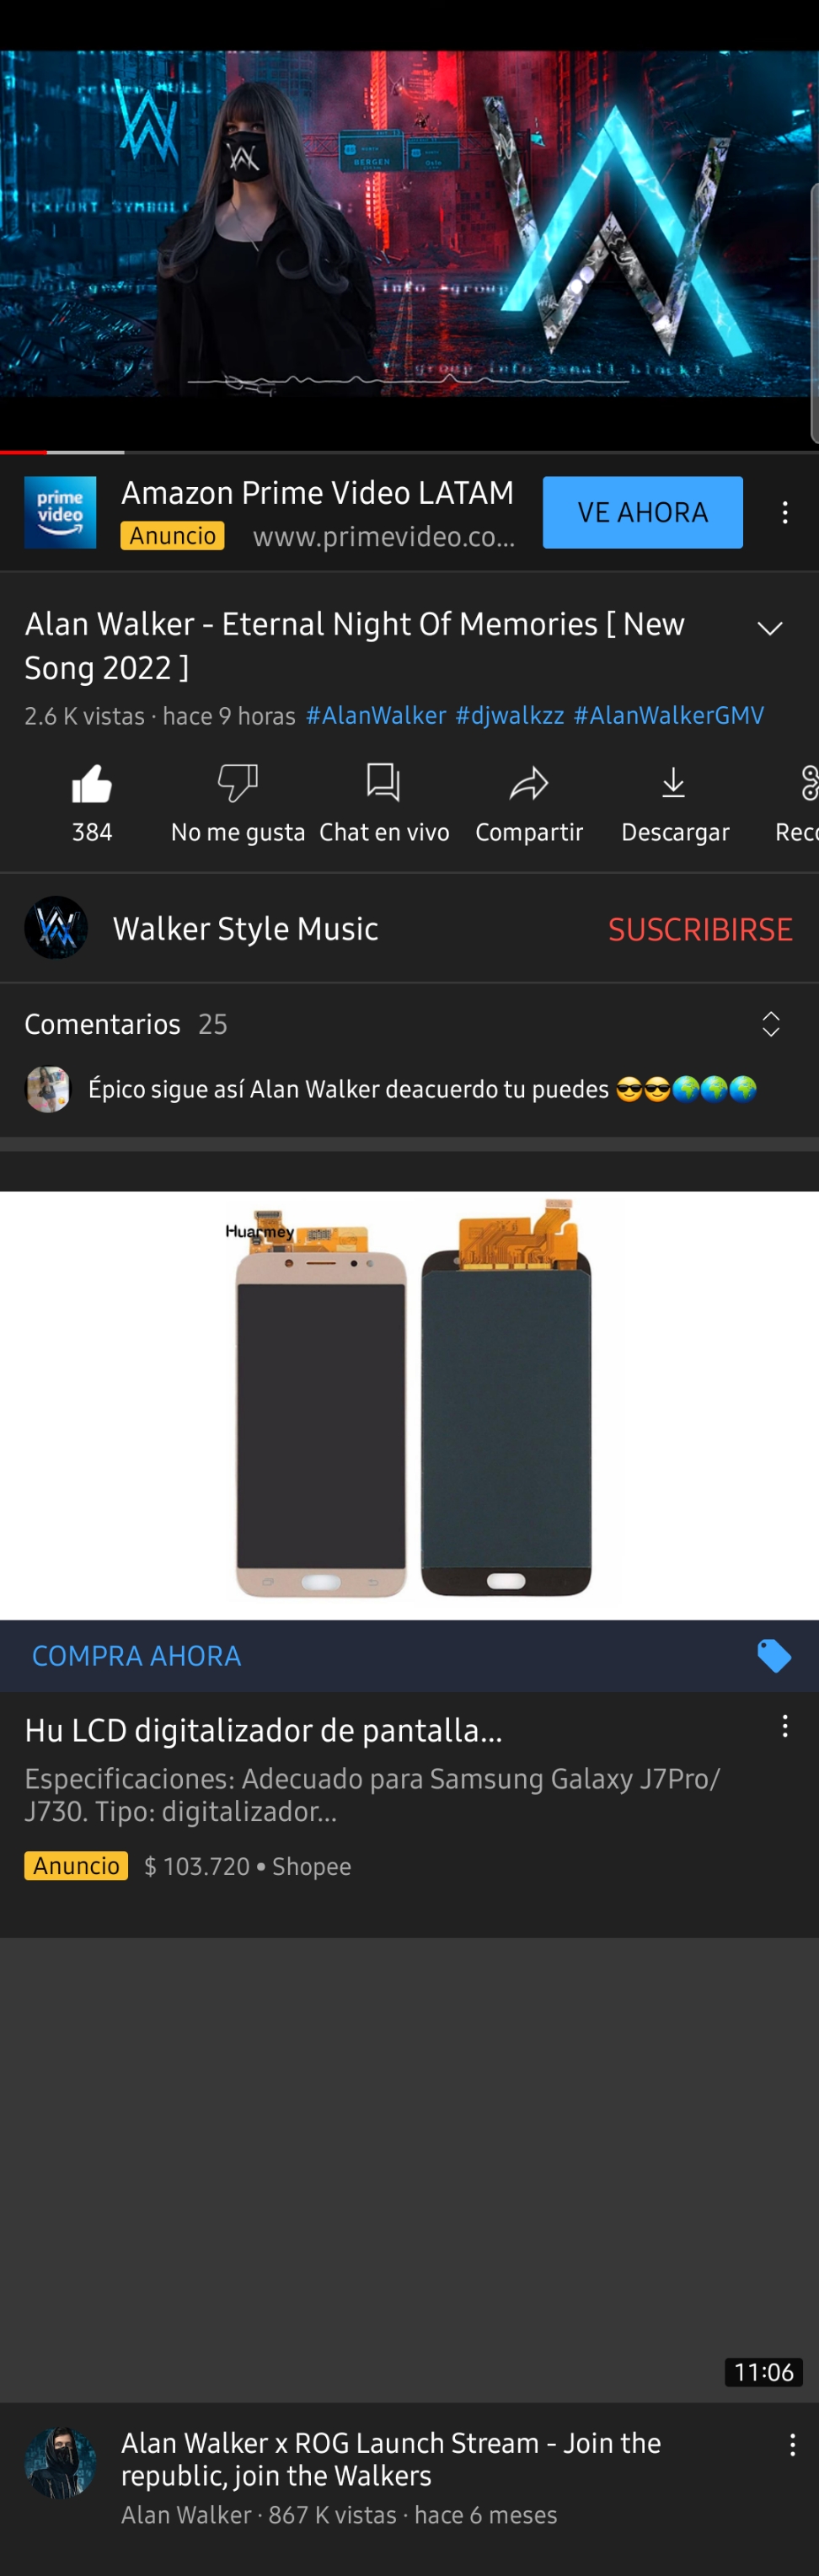 EXPORT SYMBOL
BERGEN
Oslo
info group
group info small block
prime
video
Amazon Prime Video LATAM
VE AHORA
Anuncio www.primevideo.co...
Alan Walker - Eternal Night Of Memories [ New
Song 2022 ]
2.6 K vistas · hace 9 horas #AlanWalker #djwalkzz #AlanWalkerGMV
384 No me gusta Chat en vivo Compartir Descargar Reco
Walker Style Music SUSCRIBIRSE
Comentarios 25
Épico sigue así Alan Walker deacuerdo tu puedes 😎😎🌍🌍🌍
Huarmey
COMPRA AHORA
Hu LCD digitalizador de pantalla...
Especificaciones: Adecuado para Samsung Galaxy J7Pro/
J730. Tipo: digitalizador...
Anuncio $ 103.720 • Shopee
11:06
Alan Walker x ROG Launch Stream - Join the
republic, join the Walkers
Alan Walker · 867 K vistas · hace 6 meses